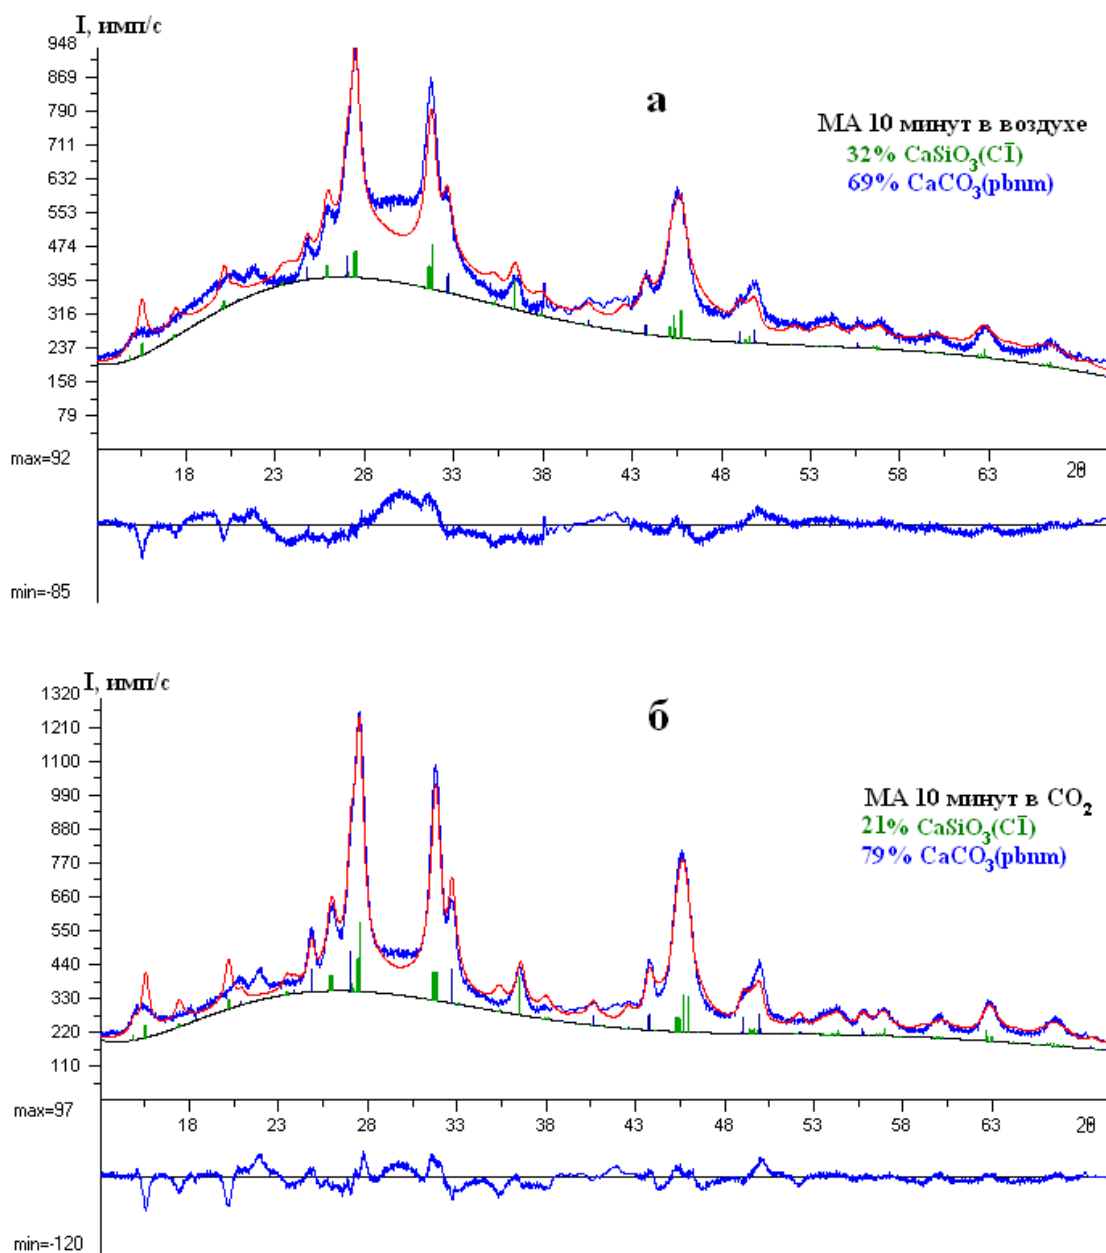 I, имп/с
948
869
790
711
632
553
474
395
316
237
158
79
а
МА 10 минут в воздухе
32% CaSiO₃(CĪ)
69% CaCO₃(pbnm)
max=92
18 23 28 33 38 43 48 53 58 63 2θ
min=-85
I, имп/с
1320
1210
1100
990
880
770
660
550
440
330
220
110
б
МА 10 минут в CO₂
21% CaSiO₃(CĪ)
79% CaCO₃(pbnm)
max=97
18 23 28 33 38 43 48 53 58 63 2θ
min=-120